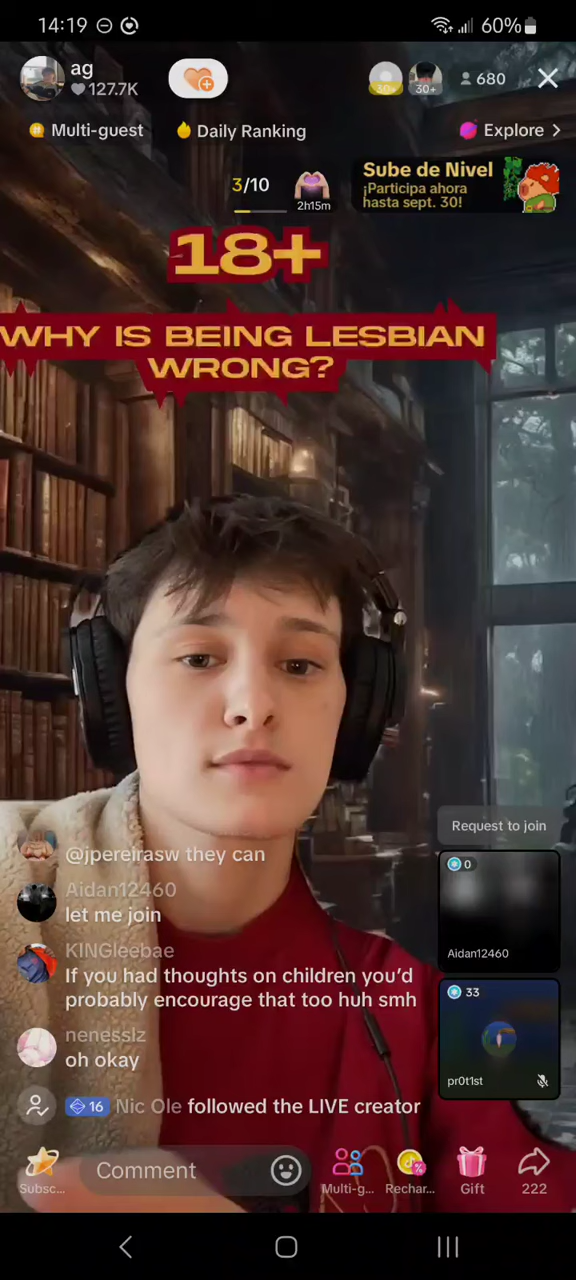 14:19
60%
ag
127.7K
30+
30+
680
Multi-guest
Daily Ranking
Explore
3/10
2h15m
Sube de Nivel
¡Participa ahora
hasta sept. 30!
18+
WHY IS BEING LESBIAN
WRONG?
Request to join
@jpereirasw they can
0
Aidan12460
let me join
Aidan12460
KINGleebae
If you had thoughts on children you'd
probably encourage that too huh smh
33
nenesslz
oh okay
pr0t1st
16 Nic Ole followed the LIVE creator
Comment
Subsc...
Multi-g...
Rechar...
Gift
222